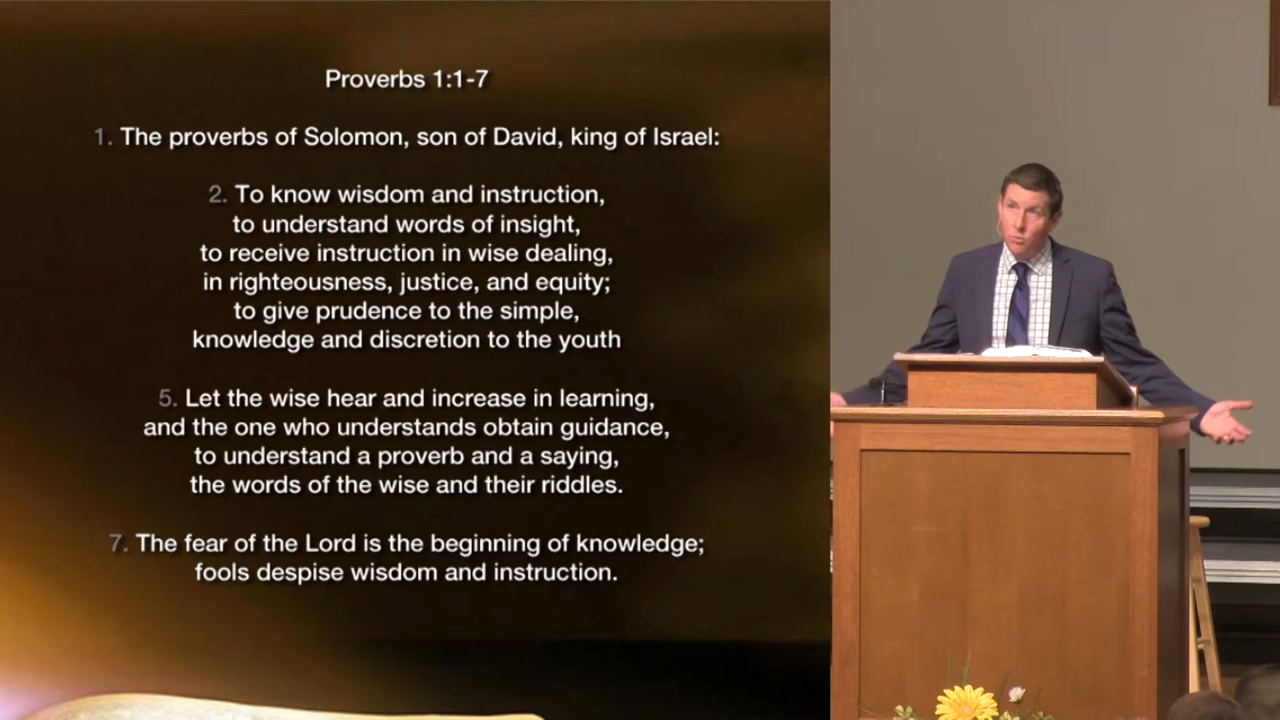 Proverbs 1:1-7
1. The proverbs of Solomon, son of David, king of Israel:
2. To know wisdom and instruction,
to understand words of insight,
to receive instruction in wise dealing,
in righteousness, justice, and equity;
to give prudence to the simple,
knowledge and discretion to the youth
5. Let the wise hear and increase in learning,
and the one who understands obtain guidance,
to understand a proverb and a saying,
the words of the wise and their riddles.
7. The fear of the Lord is the beginning of knowledge;
fools despise wisdom and instruction.